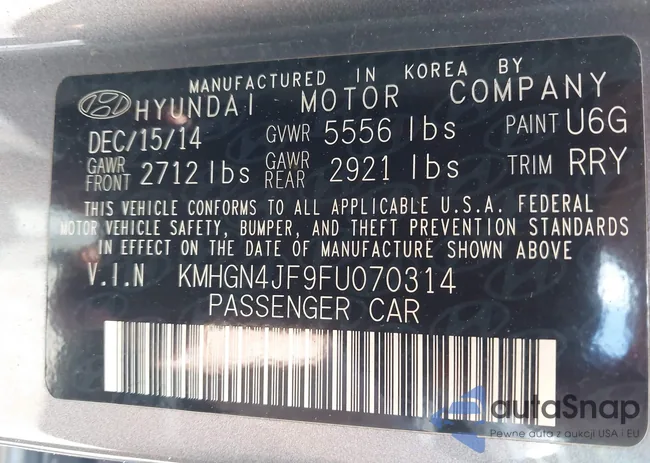 MANUFACTURED IN KOREA BY
HYUNDAI MOTOR COMPANY
DEC/15/14 GVWR 5556 lbs PAINT U6G
GAWR FRONT 2712 lbs GAWR REAR 2921 lbs TRIM RRY
THIS VEHICLE CONFORMS TO ALL APPLICABLE U.S.A. FEDERAL
MOTOR VEHICLE SAFETY, BUMPER, AND THEFT PREVENTION STANDARDS
IN EFFECT ON THE DATE OF MANUFACTURE SHOWN ABOVE
V.I.N KMHGN4JF9FU070314
PASSENGER CAR
autaSnap
Pewne auta z aukcji USA i EU